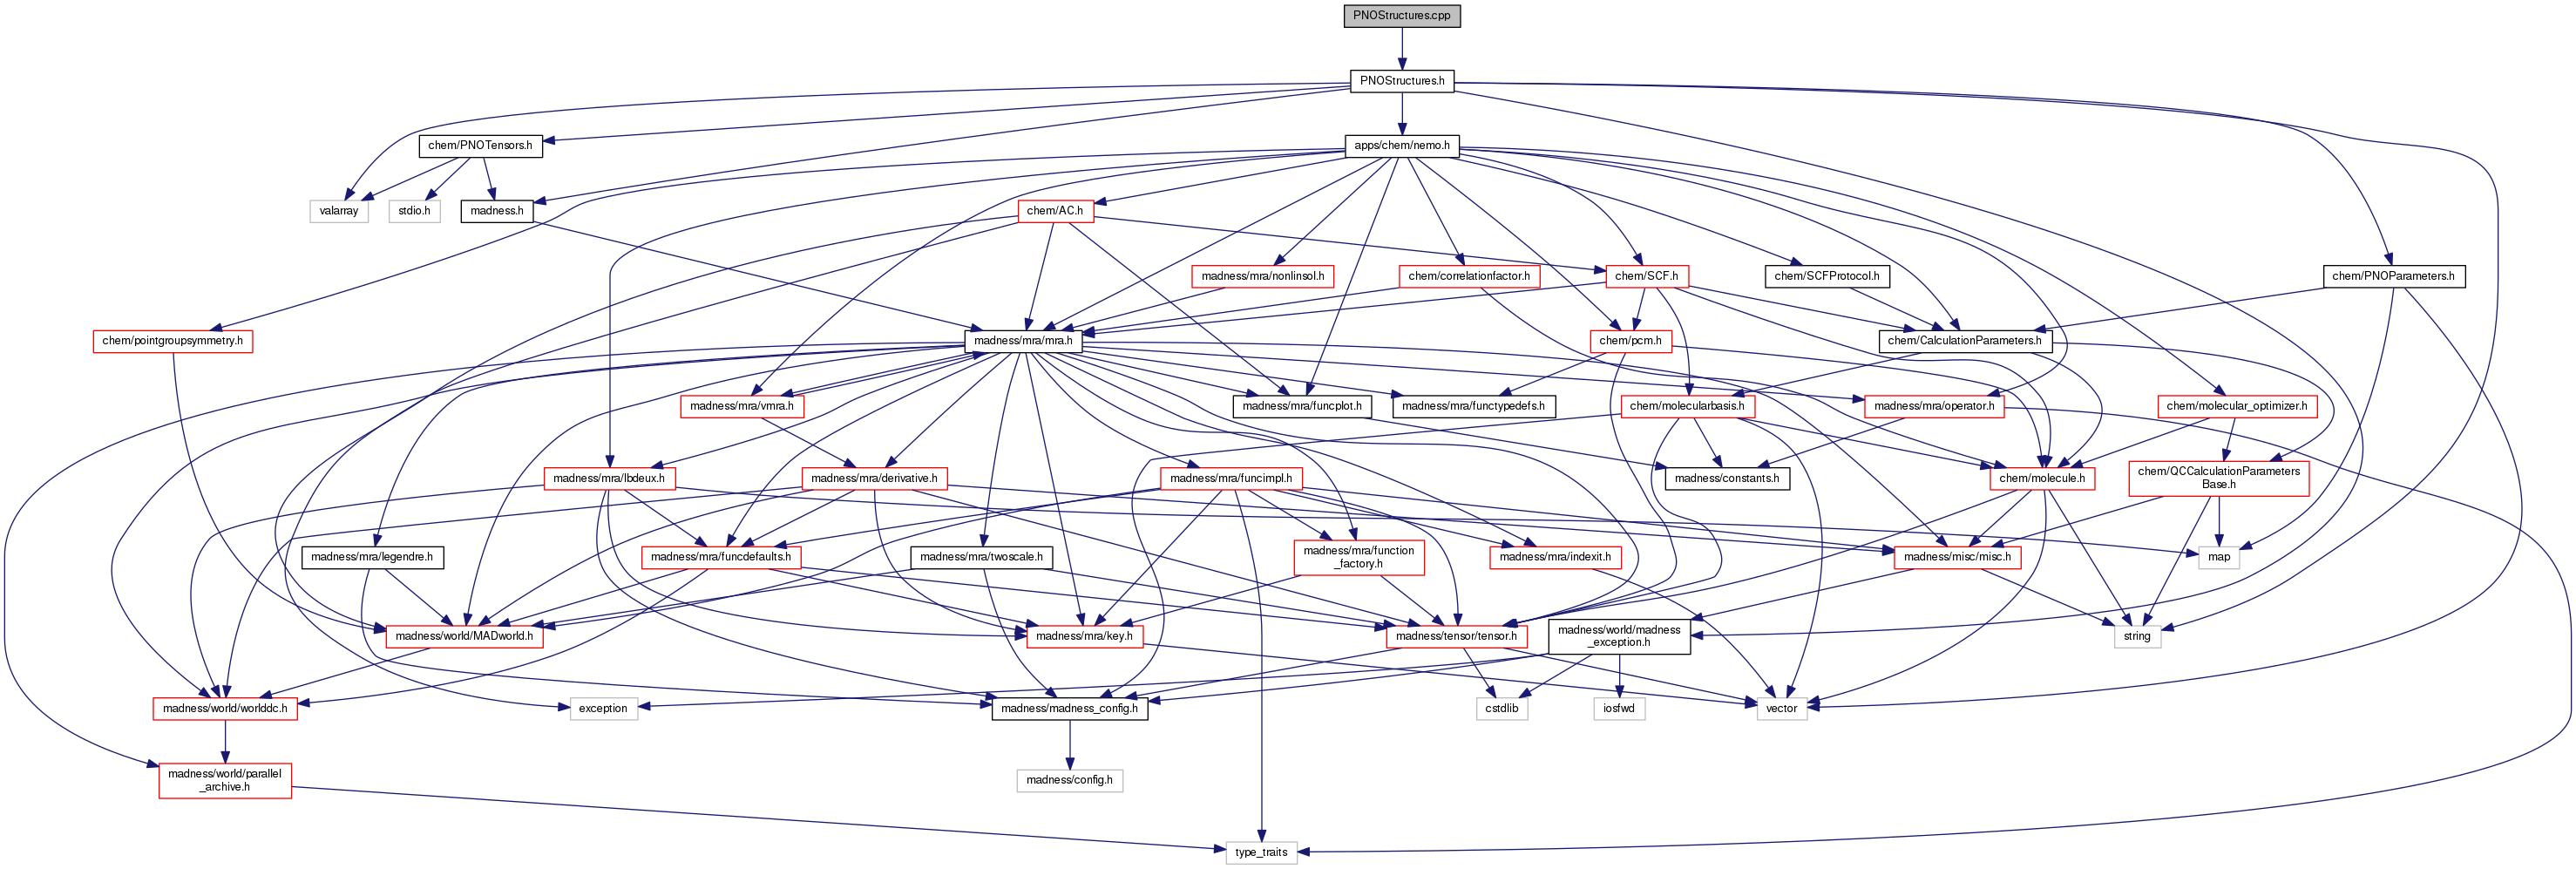 PNOStructures.cpp
PNOStructures.h
chem/PNOTensors.h
apps/chem/nemo.h
valarray
stdio.h
madness.h
chem/AC.h
madness/mra/nonlinsol.h
chem/correlationfactor.h
chem/SCF.h
chem/SCFProtocol.h
chem/PNOParameters.h
chem/pointgroupsymmetry.h
madness/mra/mra.h
chem/pcm.h
chem/CalculationParameters.h
madness/mra/vmra.h
madness/mra/funcplot.h
madness/mra/functypedefs.h
chem/molecularbasis.h
madness/mra/operator.h
chem/molecular_optimizer.h
madness/mra/lbdeux.h
madness/mra/derivative.h
madness/mra/funcimpl.h
madness/constants.h
chem/molecule.h
chem/QCCalculationParameters
Base.h
madness/mra/legendre.h
madness/mra/funcdefaults.h
madness/mra/twoscale.h
madness/mra/function
_factory.h
madness/mra/indexit.h
madness/misc/misc.h
map
madness/world/MADworld.h
madness/mra/key.h
madness/tensor/tensor.h
madness/world/madness
_exception.h
string
madness/world/worlddc.h
exception
madness/madness_config.h
cstdlib
iosfwd
vector
madness/world/parallel
_archive.h
madness/config.h
type_traits